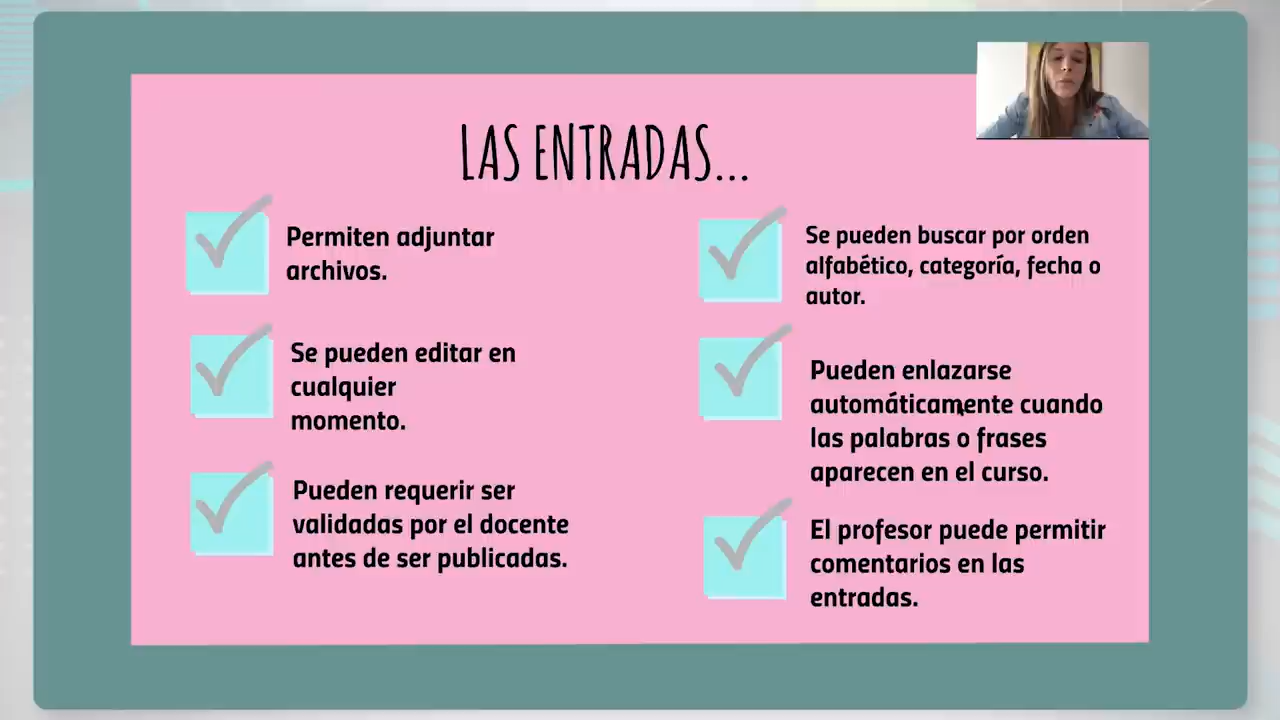 LAS ENTRADAS...
Permiten adjuntar
archivos.
Se pueden editar en
cualquier
momento.
Pueden requerir ser
validadas por el docente
antes de ser publicadas.
Se pueden buscar por orden
alfabético, categoría, fecha o
autor.
Pueden enlazarse
automáticamente cuando
las palabras o frases
aparecen en el curso.
El profesor puede permitir
comentarios en las
entradas.